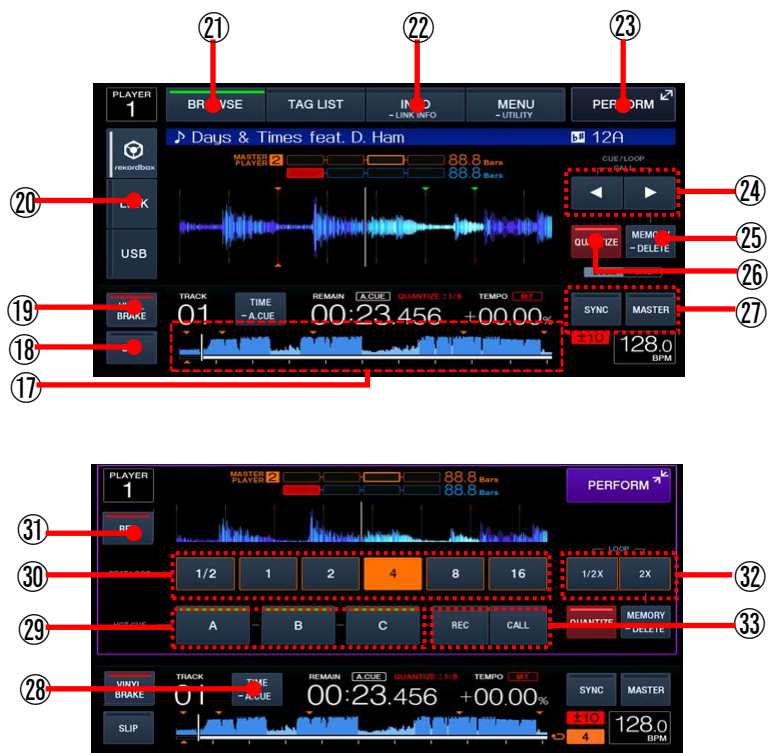 ㉑ ㉒ ㉓
PLAYER
1
BROWSE TAG LIST INFO MENU PERFORM
- LINK INFO - UTILITY
♪ Days & Times feat. D. Ham 12A
rekordbox
MASTER
PLAYER 2 88.8 Bars
88.8 Bars
CUE/LOOP
CALL
㉔
⑳ LINK
QUANTIZE MEMORY
- DELETE
㉕
USB
㉖
⑲ VINYL
BRAKE
TRACK
01
TIME
- A.CUE
REMAIN A.CUE QUANTIZE : 1/8 TEMPO MT
00:23.456 +00.00%
SYNC MASTER
㉗
⑱
±10
128.0
BPM
⑰
PLAYER
1
MASTER
PLAYER 2 88.8 Bars
88.8 Bars
PERFORM
㉛
LOOP
㉚
1/2 1 2 4 8 16
1/2X 2X
㉜
HOT CUE
A B C REC CALL
QUANTIZE MEMORY
- DELETE
㉙ ㉝
㉘
VINYL
BRAKE
TRACK
01
TIME
- A.CUE
REMAIN A.CUE QUANTIZE : 1/8 TEMPO MT
00:23.456 +00.00%
SYNC MASTER
SLIP
±10
4
128.0
BPM